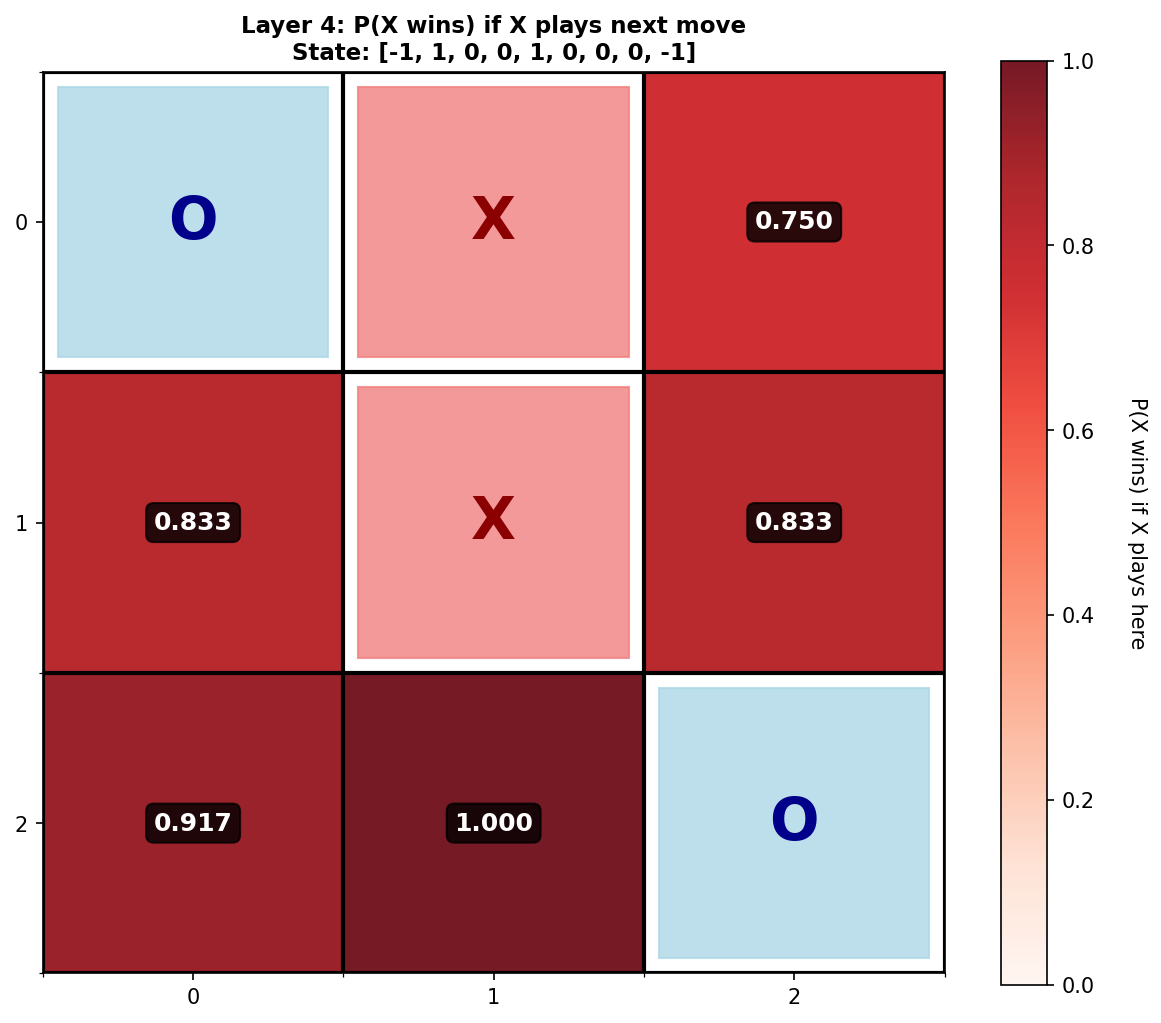 Layer 4: P(X wins) if X plays next move
State: [-1, 1, 0, 0, 1, 0, 0, 0, -1]
O
X
0.750
0.833
X
0.833
0.917
1.000
O
0
1
2
0
1
2
1.0
0.8
0.6
0.4
0.2
0.0
P(X wins) if X plays here